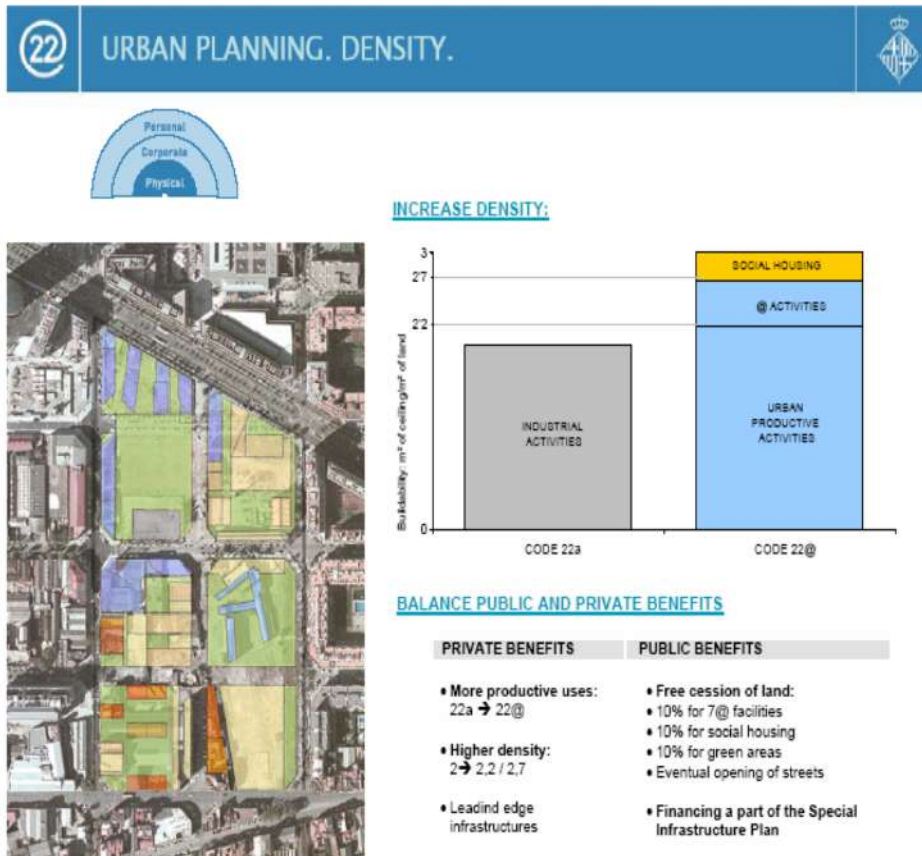 22
URBAN PLANNING. DENSITY.
Personal
Corporate
Physical
INCREASE DENSITY:
Buildability: m² of ceiling/m² of land
3
27
22
0
SOCIAL HOUSING
@ ACTIVITIES
INDUSTRIAL
ACTIVITIES
URBAN
PRODUCTIVE
ACTIVITIES
CODE 22a
CODE 22@
BALANCE PUBLIC AND PRIVATE BENEFITS
PRIVATE BENEFITS
• More productive uses:
22a ➔ 22@
• Higher density:
2➔ 2,2 / 2,7
• Leadind edge
infrastructures
PUBLIC BENEFITS
• Free cession of land:
• 10% for 7@ facilities
• 10% for social housing
• 10% for green areas
• Eventual opening of streets
• Financing a part of the Special
Infrastructure Plan